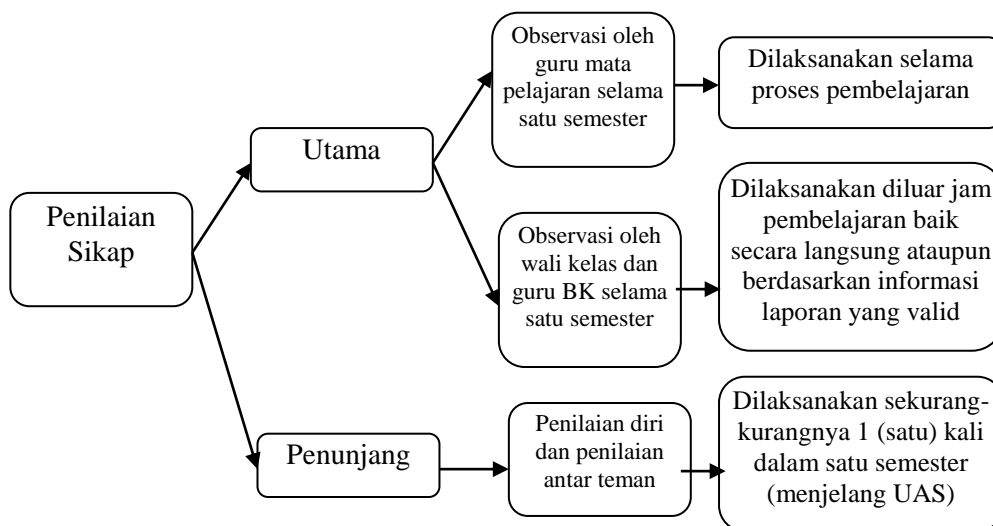 Penilaian
Sikap
Utama
Observasi oleh
guru mata
pelajaran selama
satu semester
Dilaksanakan selama
proses pembelajaran
Observasi oleh
wali kelas dan
guru BK selama
satu semester
Dilaksanakan diluar jam
pembelajaran baik
secara langsung ataupun
berdasarkan informasi
laporan yang valid
Penunjang
Penilaian diri
dan penilaian
antar teman
Dilaksanakan sekurang-
kurangnya 1 (satu) kali
dalam satu semester
(menjelang UAS)